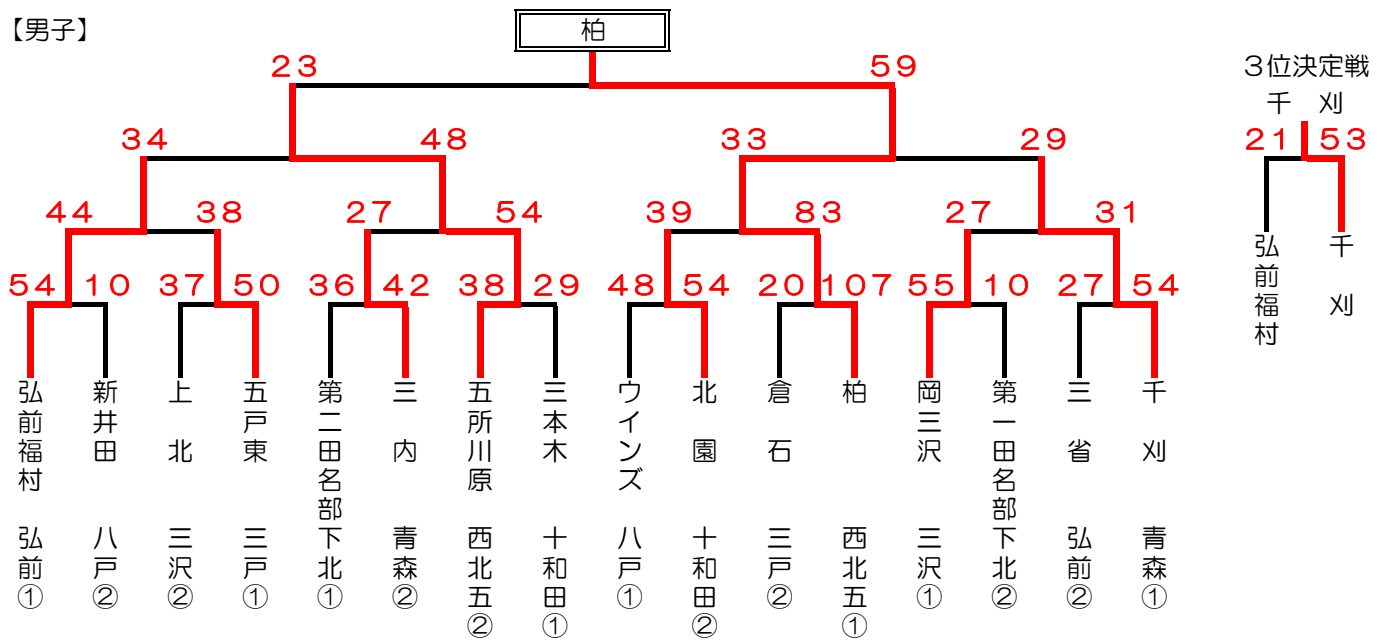 【男子】
柏
23
59
３位決定戦
千　刈
34
48
33
29
21
53
44
38
27
54
39
83
27
31
弘前福村
千　刈
54
10
37
50
36
42
38
29
48
54
20
107
55
10
27
54
弘前福村
新井田
上　北
五戸東
第二田名部
三　内
五所川原
三本木
ウインズ
北　園
倉　石
柏
岡三沢
第一田名部
三　省
千　刈
弘前①
八戸②
三沢②
三戸①
下北①
青森②
西北五②
十和田①
八戸①
十和田②
三戸②
西北五①
三沢①
下北②
弘前②
青森①